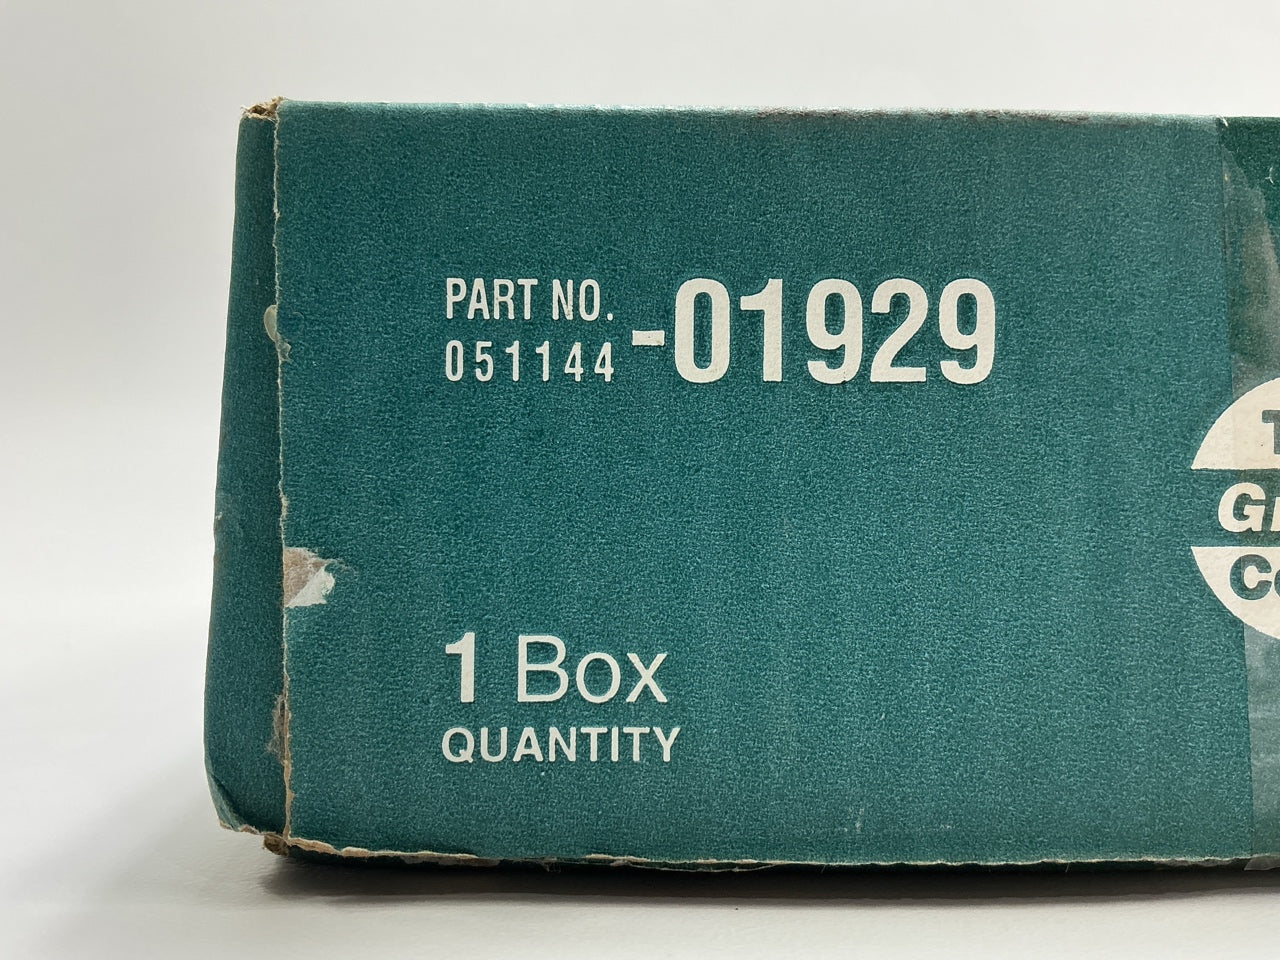 PART NO.
051144 -01929
1 Box
QUANTITY